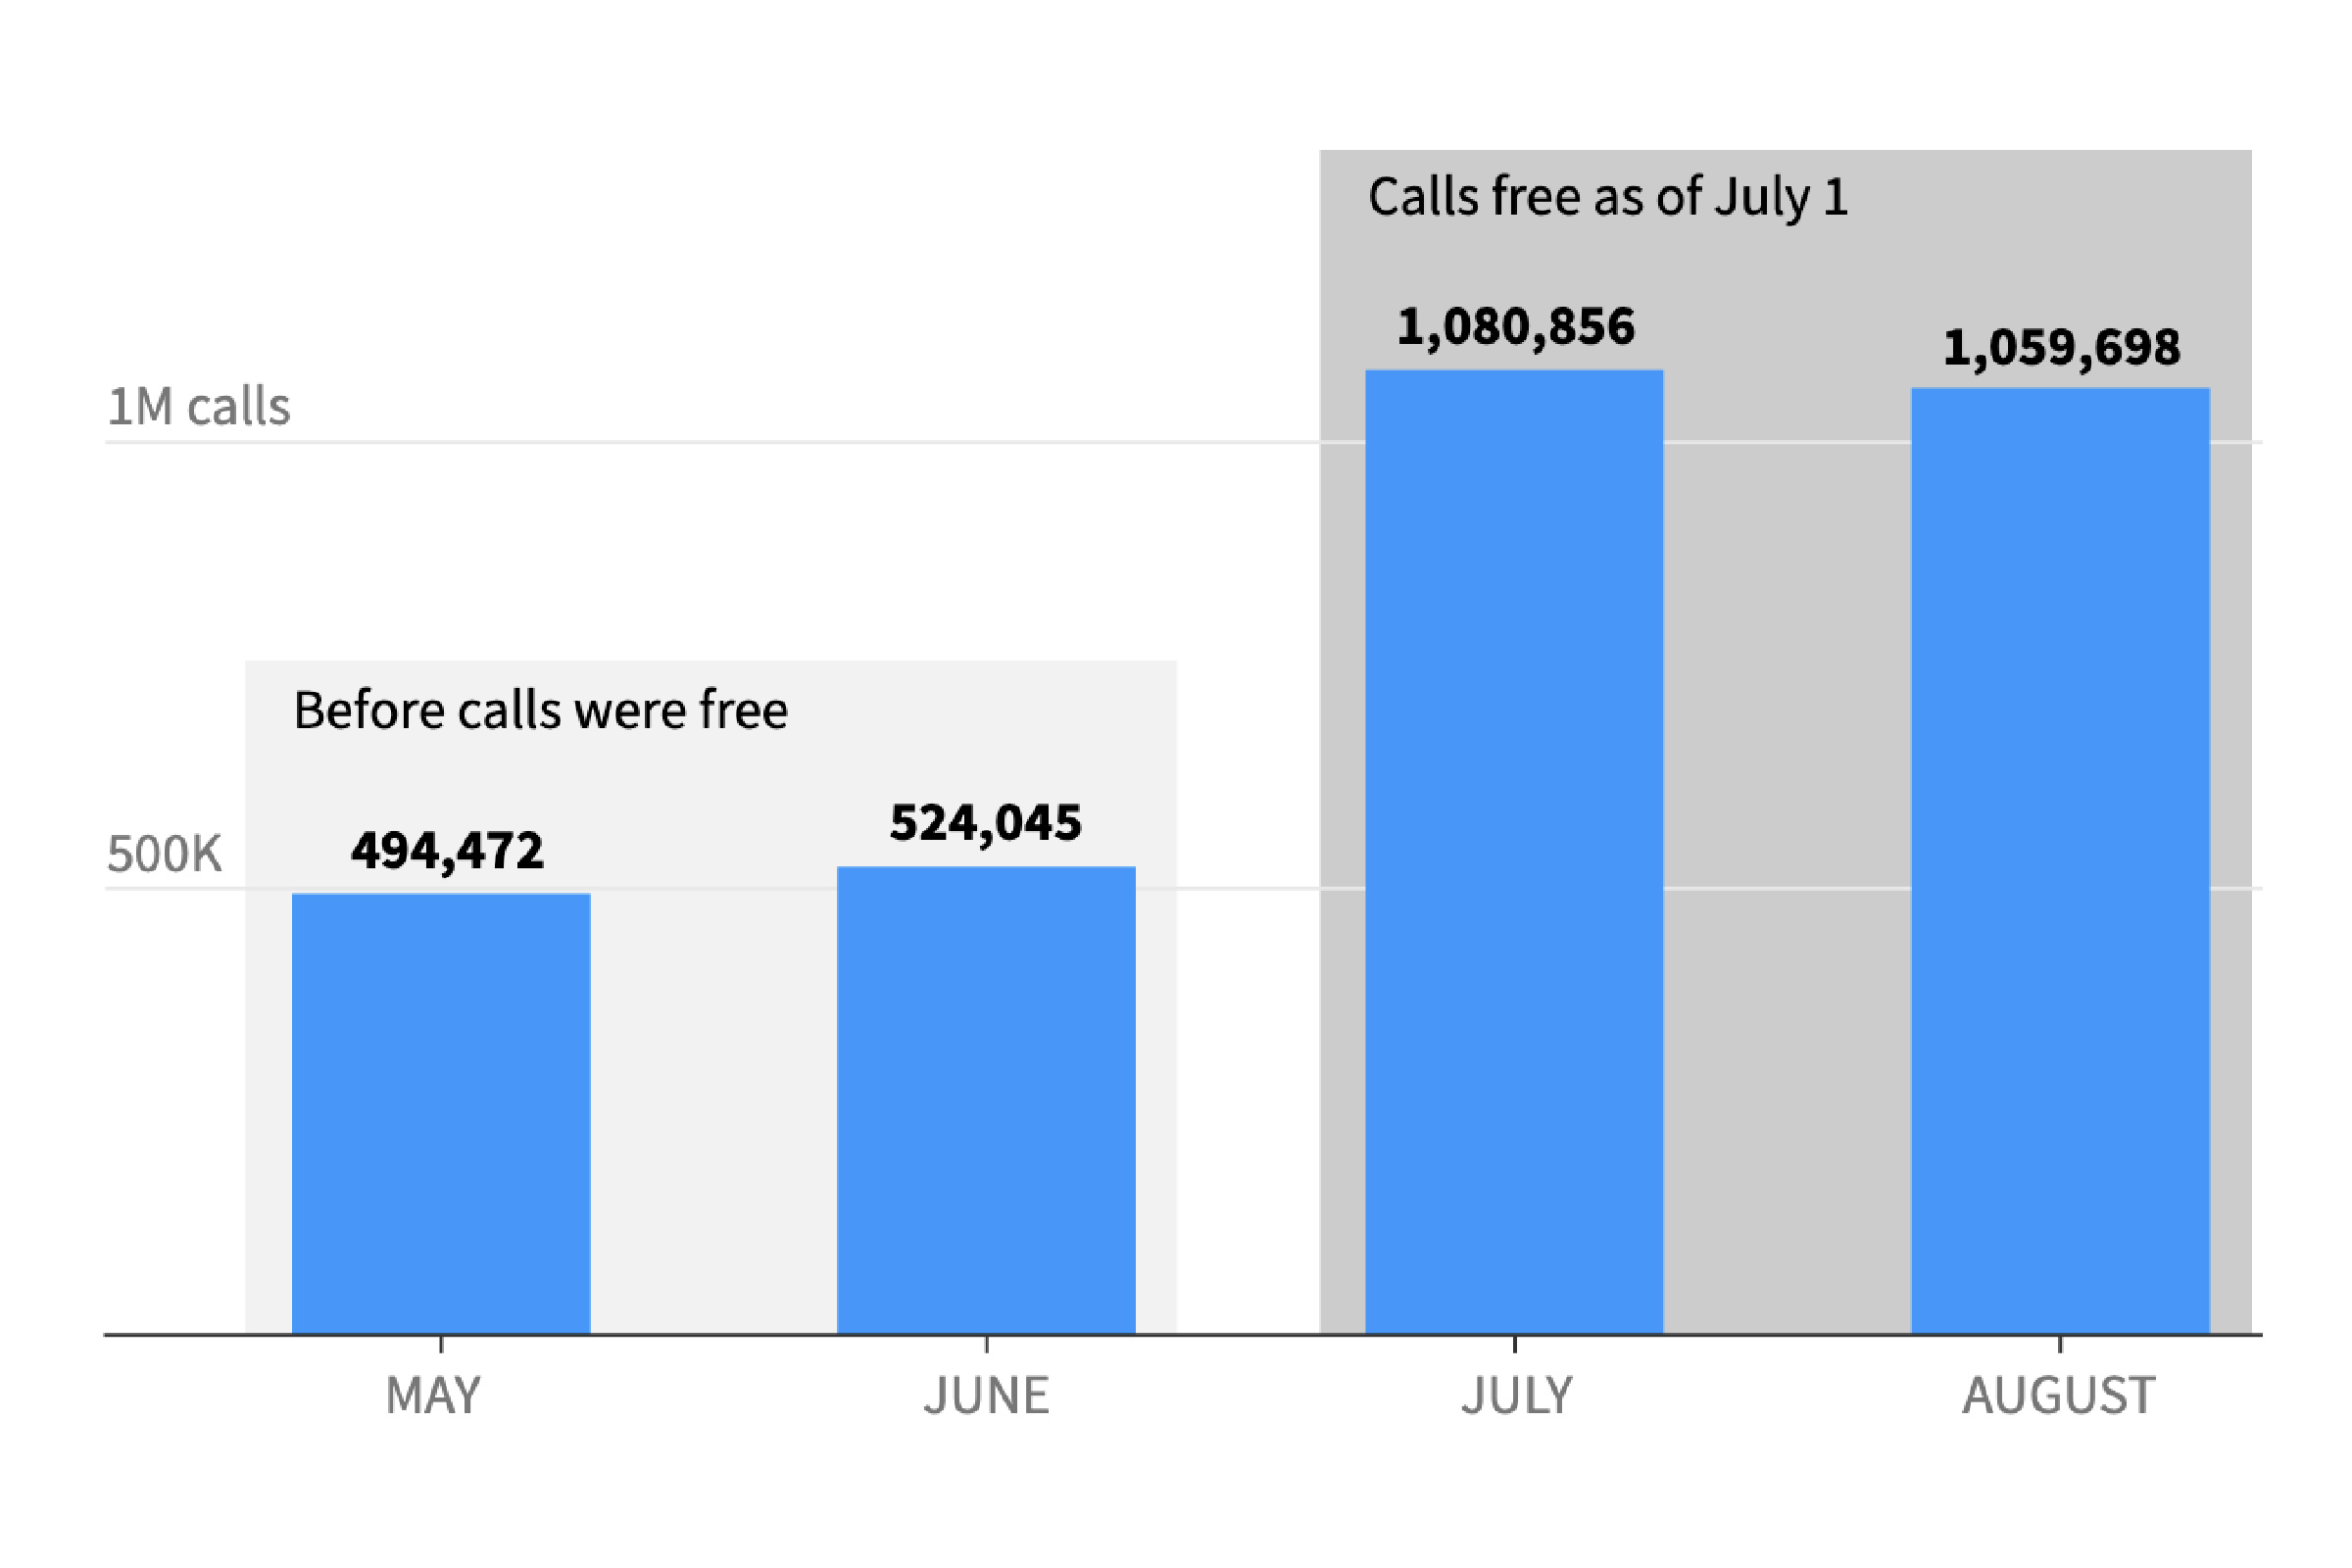 Calls free as of July 1
1,080,856
1,059,698
1M calls
Before calls were free
494,472
524,045
500K
MAY
JUNE
JULY
AUGUST